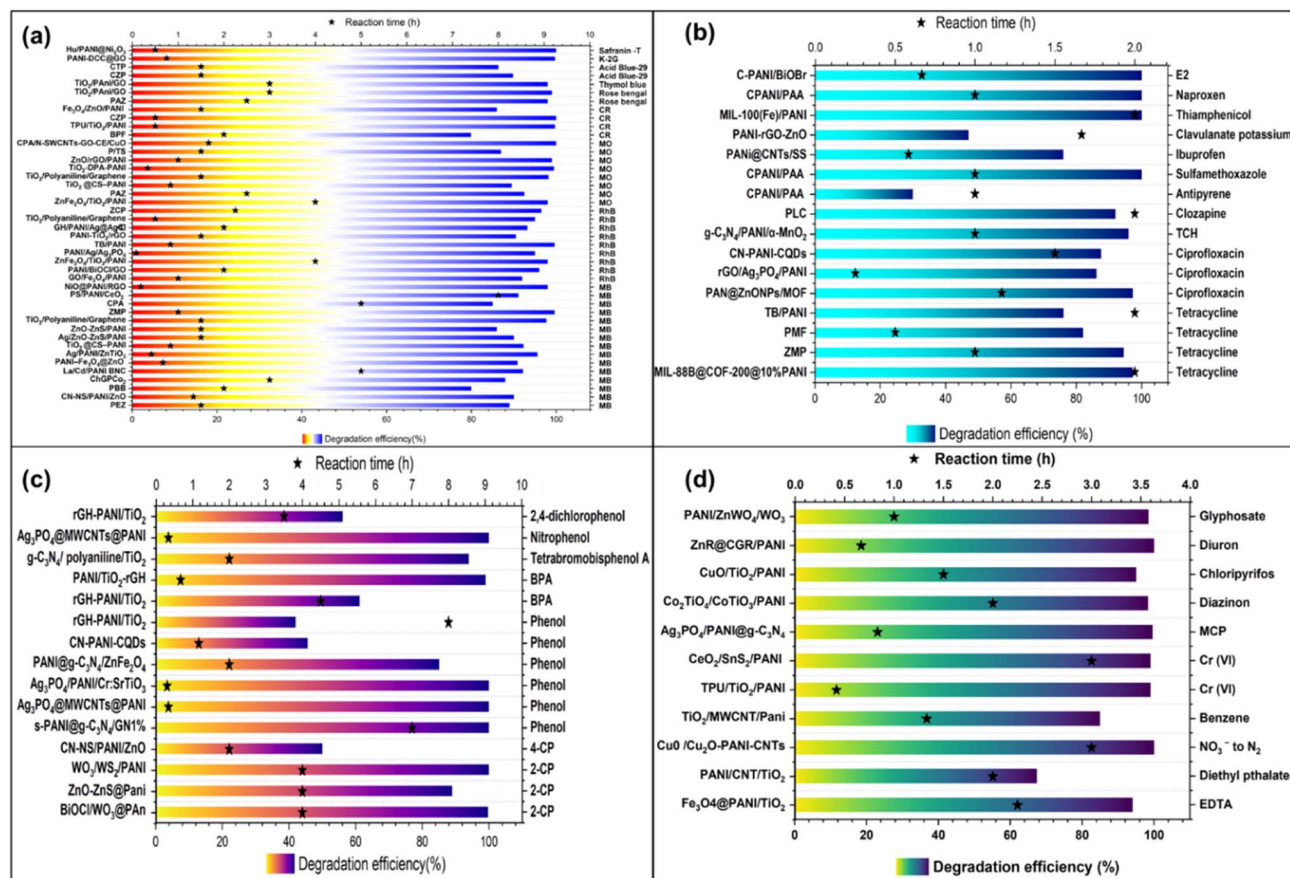 (a)
★ Reaction time (h)
0 1 2 3 4 5 6 7 8 9 10
Hu/PANI@Ni₂O₃ Safranin -T
PANI-DCC@GO K-2G
CTP Acid Blue-29
CZP Acid Blue-29
TiO₂/PAni/GO Thymol blue
TiO₂/PAni/GO Rose bengal
PAZ Rose bengal
Fe₃O₄/ZnO/PANI CR
CZP CR
TPU/TiO₂/PANI CR
BPF CR
CPA/N-SWCNTS-GO-CE/CuO MO
P/TS MO
ZnO/rGO/PANI MO
TiO₂-DPA-PANI MO
TiO₂/Polyaniline/Graphene MO
TiO₂@CS–PANI MO
PAZ MO
ZnFe₂O₄/TiO₂/PANI MO
ZCP RhB
TiO₂/Polyaniline/Graphene RhB
GH/PANI/Ag@ RhB
PANI-TiO₂/rGO RhB
TB/PANI RhB
PANI/Ag/Ag₃PO₄ RhB
ZnFe₂O₄/TiO₂/PANI RhB
PANI/BiOCl/GO RhB
GO/Fe₃O₄/PANI RhB
NiO@PANI/RGO MB
PS/PANI/CeO₂ MB
CPA MB
ZMP MB
TiO₂/Polyaniline/Graphene MB
ZnO-ZnS/PANI MB
Ag/ZnO-ZnS/PANI MB
TiO₂@CS–PANI MB
Ag/PANI/ZnTiO₃ MB
PANI–Fe₃O₄@ZnO MB
La/Cd/PANI BNC MB
ChGPCo₂ MB
PBB MB
CN-NS/PANI/ZnO MB
PEZ MB
0 20 40 60 80 100
Degradation efficiency(%)
(b)
★ Reaction time (h)
0.0 0.5 1.0 1.5 2.0
C-PANI/BiOBr E2
CPANI/PAA Naproxen
MIL-100(Fe)/PANI Thiamphenicol
PANI-rGO-ZnO Clavulanate potassium
PANi@CNTs/SS Ibuprofen
CPANI/PAA Sulfamethoxazole
CPANI/PAA Antipyrene
PLC Clozapine
g-C₃N₄/PANI/α-MnO₂ TCH
CN-PANI-CQDs Ciprofloxacin
rGO/Ag₃PO₄/PANI Ciprofloxacin
PAN@ZnONPs/MOF Ciprofloxacin
TB/PANI Tetracycline
PMF Tetracycline
ZMP Tetracycline
MIL-88B@COF-200@10%PANI Tetracycline
0 20 40 60 80 100
Degradation efficiency (%)
(c)
★ Reaction time (h)
0 1 2 3 4 5 6 7 8 9 10
rGH-PANI/TiO₂ 2,4-dichlorophenol
Ag₃PO₄@MWCNTs@PANI Nitrophenol
g-C₃N₄/ polyaniline/TiO₂ Tetrabromobisphenol A
PANI/TiO₂-rGH BPA
rGH-PANI/TiO₂ BPA
rGH-PANI/TiO₂ Phenol
CN-PANI-CQDs Phenol
PANI@g-C₃N₄/ZnFe₂O₄ Phenol
Ag₃PO₄/PANI/Cr:SrTiO₃ Phenol
Ag₃PO₄@MWCNTs@PANI Phenol
s-PANI@g-C₃N₄/GN1% Phenol
CN-NS/PANI/ZnO 4-CP
WO₃/WS₂/PANI 2-CP
ZnO-ZnS@Pani 2-CP
BiOCl/WO₃@PAn 2-CP
0 20 40 60 80 100
Degradation efficiency(%)
(d)
★ Reaction time (h)
0.0 0.5 1.0 1.5 2.0 2.5 3.0 3.5 4.0
PANI/ZnWO₄/WO₃ Glyphosate
ZnR@CGR/PANI Diuron
CuO/TiO₂/PANI Chloripyrifos
Co₂TiO₄/CoTiO₃/PANI Diazinon
Ag₃PO₄/PANI@g-C₃N₄ MCP
CeO₂/SnS₂/PANI Cr (VI)
TPU/TiO₂/PANI Cr (VI)
TiO₂/MWCNT/Pani Benzene
Cu0 /Cu₂O-PANI-CNTs NO₃⁻ to N₂
PANI/CNT/TiO₂ Diethyl pthalate
Fe₃O4@PANI/TiO₂ EDTA
0 20 40 60 80 100
Degradation efficiency (%)